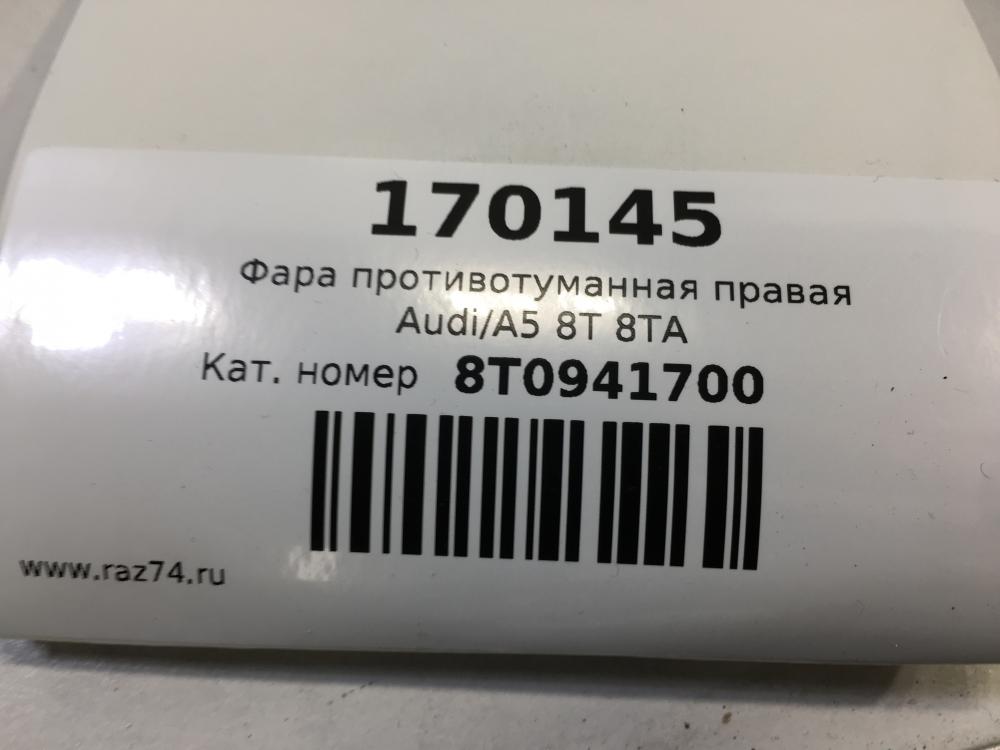 170145
Фара противотуманная правая
Audi/A5 8T 8TA
Кат. номер 8T0941700
www.raz74.ru